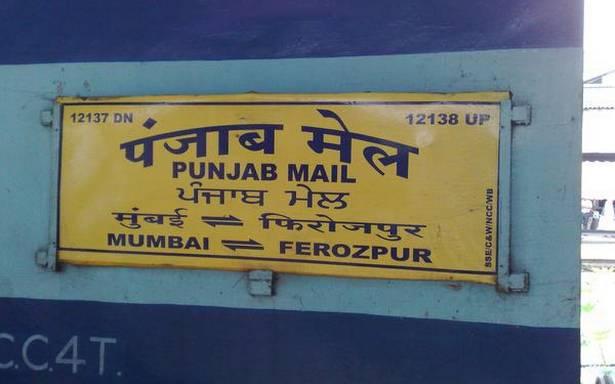 12137 DN 12138 UP
पंजाब मेल
PUNJAB MAIL
ਪੰਜਾਬ ਮੇਲ
मुंबई ⇌ फिरोजपुर
MUMBAI ⇌ FEROZPUR
SSE/C&W/NCC/WB
C.C.4T.